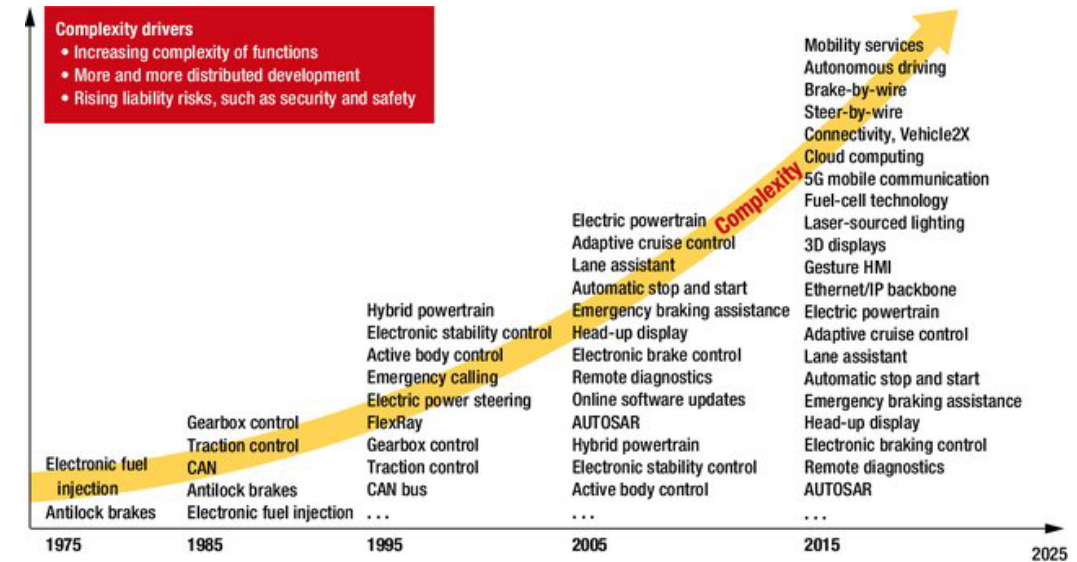 Complexity drivers
• Increasing complexity of functions
• More and more distributed development
• Rising liability risks, such as security and safety
Complexity
Electronic fuel
injection
Antilock brakes
Gearbox control
Traction control
CAN
Antilock brakes
Electronic fuel injection
Hybrid powertrain
Electronic stability control
Active body control
Emergency calling
Electric power steering
FlexRay
Gearbox control
Traction control
CAN bus
...
Electric powertrain
Adaptive cruise control
Lane assistant
Automatic stop and start
Emergency braking assistance
Head-up display
Electronic brake control
Remote diagnostics
Online software updates
AUTOSAR
Hybrid powertrain
Electronic stability control
Active body control
...
Mobility services
Autonomous driving
Brake-by-wire
Steer-by-wire
Connectivity, Vehicle2X
Cloud computing
5G mobile communication
Fuel-cell technology
Laser-sourced lighting
3D displays
Gesture HMI
Ethernet/IP backbone
Electric powertrain
Adaptive cruise control
Lane assistant
Automatic stop and start
Emergency braking assistance
Head-up display
Electronic braking control
Remote diagnostics
AUTOSAR
...
1975
1985
1995
2005
2015
2025